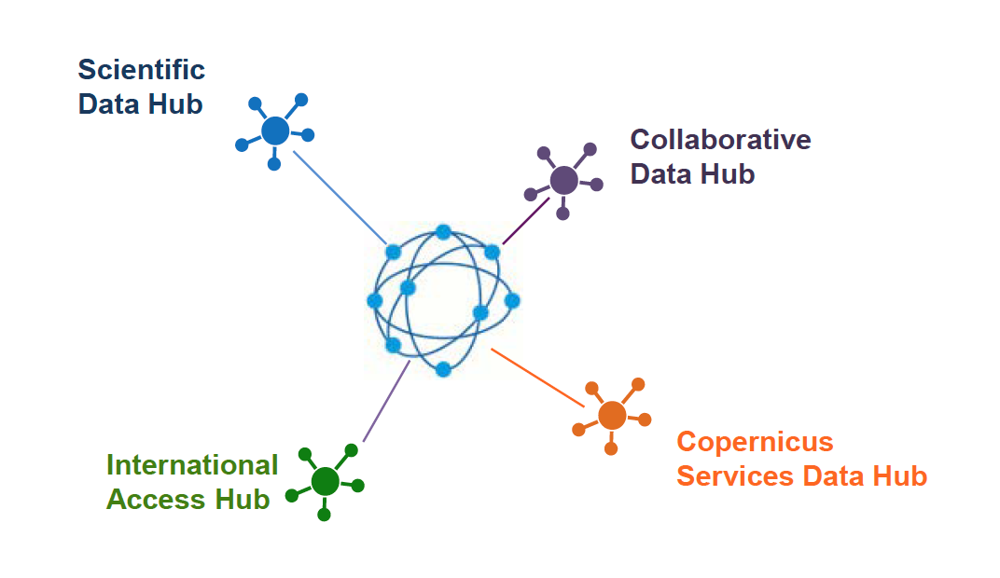 Scientific
Data Hub
Collaborative
Data Hub
International
Access Hub
Copernicus
Services Data Hub